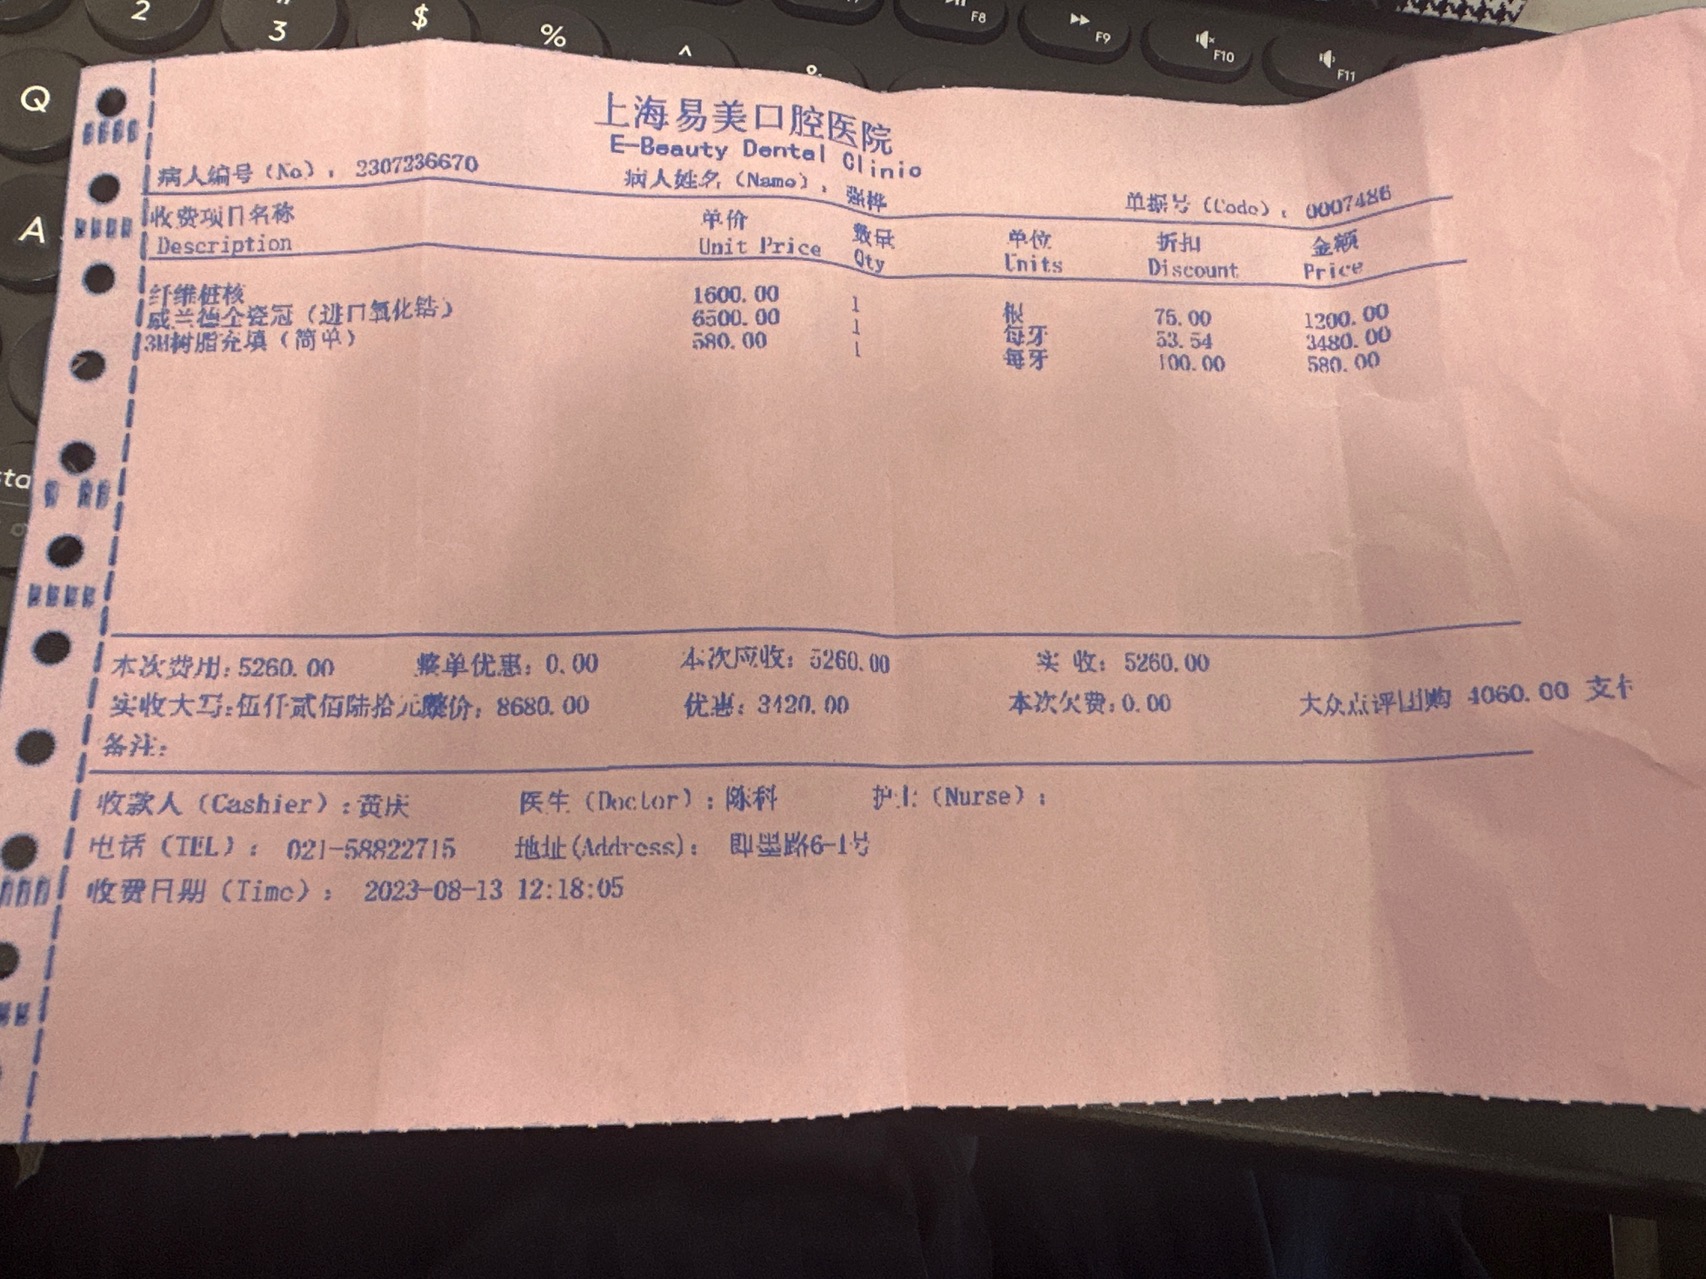 2 3 $ % ^ & F8 F9 F10 F11
Q
A
sta
上海易美口腔医院
E-Beauty Dental Clinic
病人编号（No）：2307236670 病人姓名（Name）： 单据号（Code）：0007486
收费项目名称 单价 数量 单位 折扣 金额
Description Unit Price Qty Units Discount Price
纤维桩核 1600.00 1 根 75.00 1200.00
威兰德全瓷冠（进口氧化锆） 6500.00 1 每牙 53.54 3480.00
3M树脂充填（简单） 580.00 1 每牙 100.00 580.00
本次费用:5260.00 整单优惠：0.00 本次应收：5260.00 实 收：5260.00
实收大写:伍仟贰佰陆拾元整 原价：8680.00 优惠：3420.00 本次欠费:0.00 大众点评团购 4060.00 支付
备注：
收款人（Cashier）:黄庆 医生（Doctor）:陈科 护士（Nurse）：
电话（TEL）：021-58822715 地址(Address)：即墨路6-1号
收费日期（Time）：2023-08-13 12:18:05